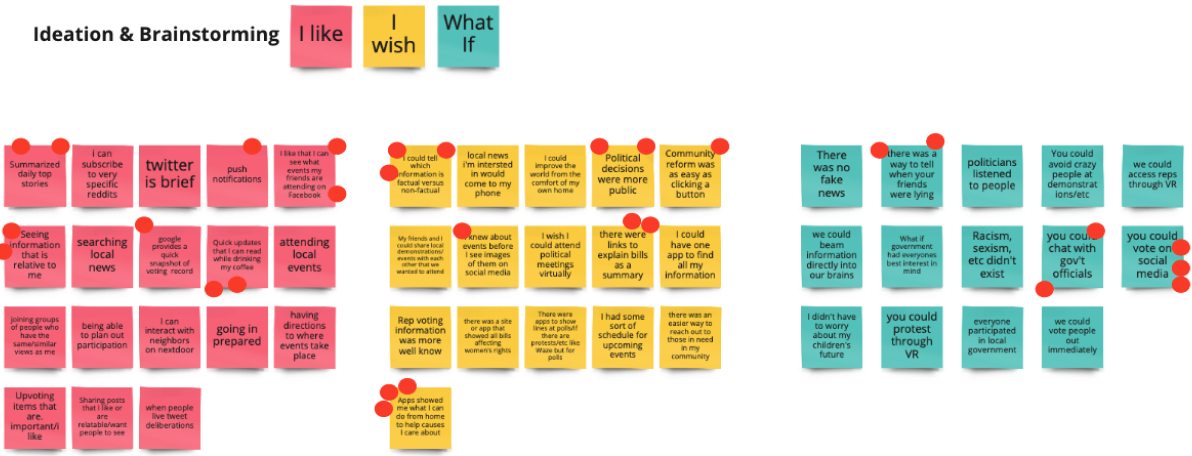 Ideation & Brainstorming
I like
I
wish
What
If
Summarized
daily top
stories
i can
subscribe
to very
specific
reddits
twitter
is brief
push
notifications
I like that I can
see what
events my
friends are
attending on
Facebook
Seeing
information
that is
relative to
me
searching
local
news
google
provides a
quick
snapshot of
voting record
Quick updates
that I can read
while drinking
my coffee
attending
local
events
Joining groups
of people who
have the
same/similar
views as me
being able
to plan out
participation
I can
interact with
neighbors
on nextdoor
going in
prepared
having
directions
to where
events take
place
Upvoting
items that
are.
important/i
like
Sharing posts
that I like or
are
relatable/want
people to see
when people
live tweet
deliberations
I could tell
which
information is
factual versus
non-factual
local news
i'm intersted
in would
come to my
phone
I could
improve the
world from the
comfort of my
own home
Political
decisions
were more
public
Community
reform was
as easy as
clicking a
button
My friends and I
could share local
demonstrations/
events with each
other that we
wanted to attend
I knew about
events before
I see images
of them on
social media
I wish I
could attend
political
meetings
virtually
there were
links to
explain bills
as a
summary
I could
have one
app to find
all my
information
Rep voting
information
was more
well know
there was a site
or app that
showed all bills
affecting
women's rights
There were
apps to show
lines at polls/if
there are
protests/etc like
Waze but for
polls
I had some
sort of
schedule for
upcoming
events
there was an
easier way to
reach out to
those in need
in my
community
Apps showed
me what I can
do from home
to help causes
I care about
There
was no
fake
news
there was a
way to tell
when your
friends
were lying
politicians
listened
to people
You could
avoid crazy
people at
demonstrat
ions/etc
we could
access reps
through VR
we could
beam
information
directly into
our brains
What if
government
had everyones
best interest in
mind
Racism,
sexism,
etc didn't
exist
you could
chat with
gov't
officials
you could
vote on
social
media
I didn't have
to worry
about my
children's
future
you could
protest
through
VR
everyone
participated
in local
government
we could
vote people
out
immediately